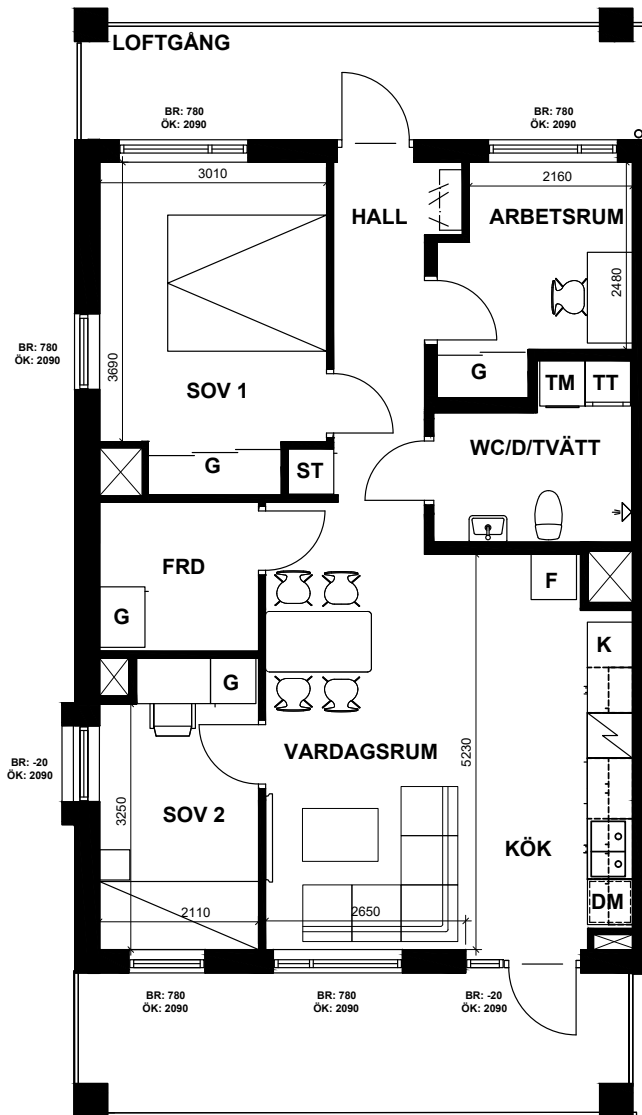 LOFTGÅNG
BR: 780
ÖK: 2090
BR: 780
ÖK: 2090
3010
2160
HALL
ARBETSRUM
2480
BR: 780
ÖK: 2090
3690
SOV 1
G
TM
TT
G
ST
WC/D/TVÄTT
FRD
F
G
K
G
VARDAGSRUM
5230
BR: -20
ÖK: 2090
3250
SOV 2
KÖK
DM
2110
2650
BR: 780
ÖK: 2090
BR: 780
ÖK: 2090
BR: -20
ÖK: 2090